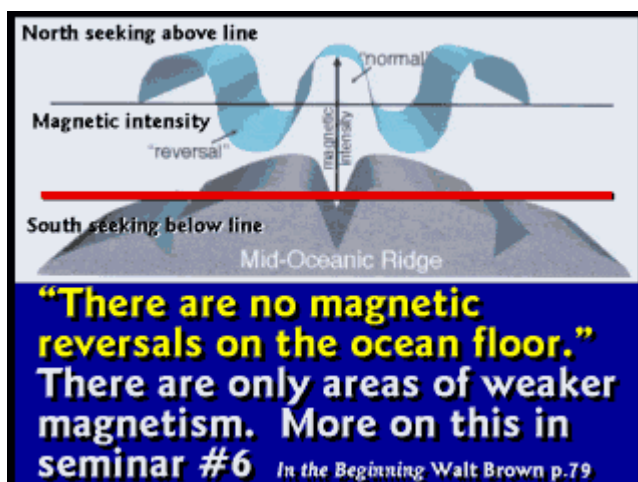 North seeking above line
"normal"
Magnetic intensity
"reversal"
magnetic
intensity
South seeking below line
Mid-Oceanic Ridge
“There are no magnetic
reversals on the ocean floor.”
There are only areas of weaker
magnetism. More on this in
seminar #6 In the Beginning Walt Brown p.79